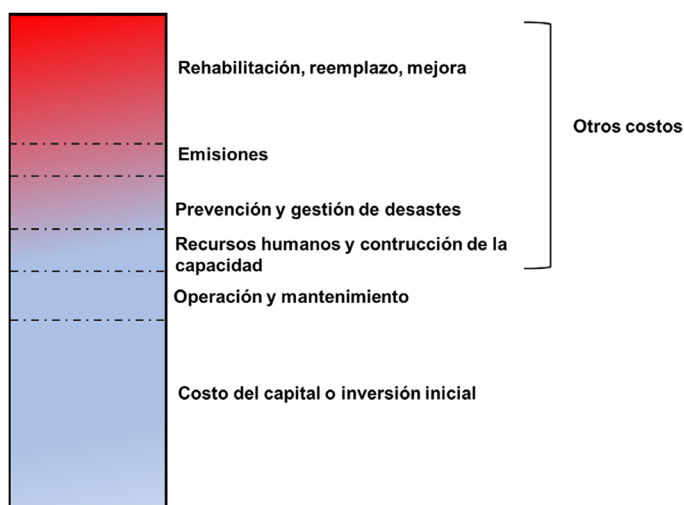 Rehabilitación, reemplazo, mejora
Otros costos
Emisiones
Prevención y gestión de desastes
Recursos humanos y contrucción de la
capacidad
Operación y mantenimiento
Costo del capital o inversión inicial